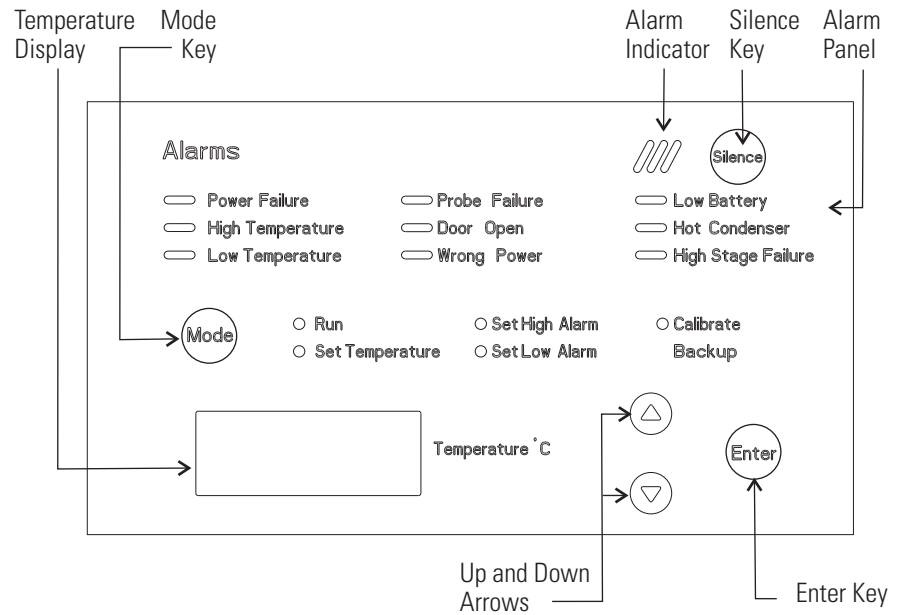 Temperature Display
Mode Key
Alarm Indicator
Silence Key
Alarm Panel
Alarms
Silence
Power Failure
Probe Failure
Low Battery
High Temperature
Door Open
Hot Condenser
Low Temperature
Wrong Power
High Stage Failure
Mode
Run
Set High Alarm
Calibrate
Set Temperature
Set Low Alarm
Backup
Temperature °C
Enter
Up and Down
Arrows
Enter Key